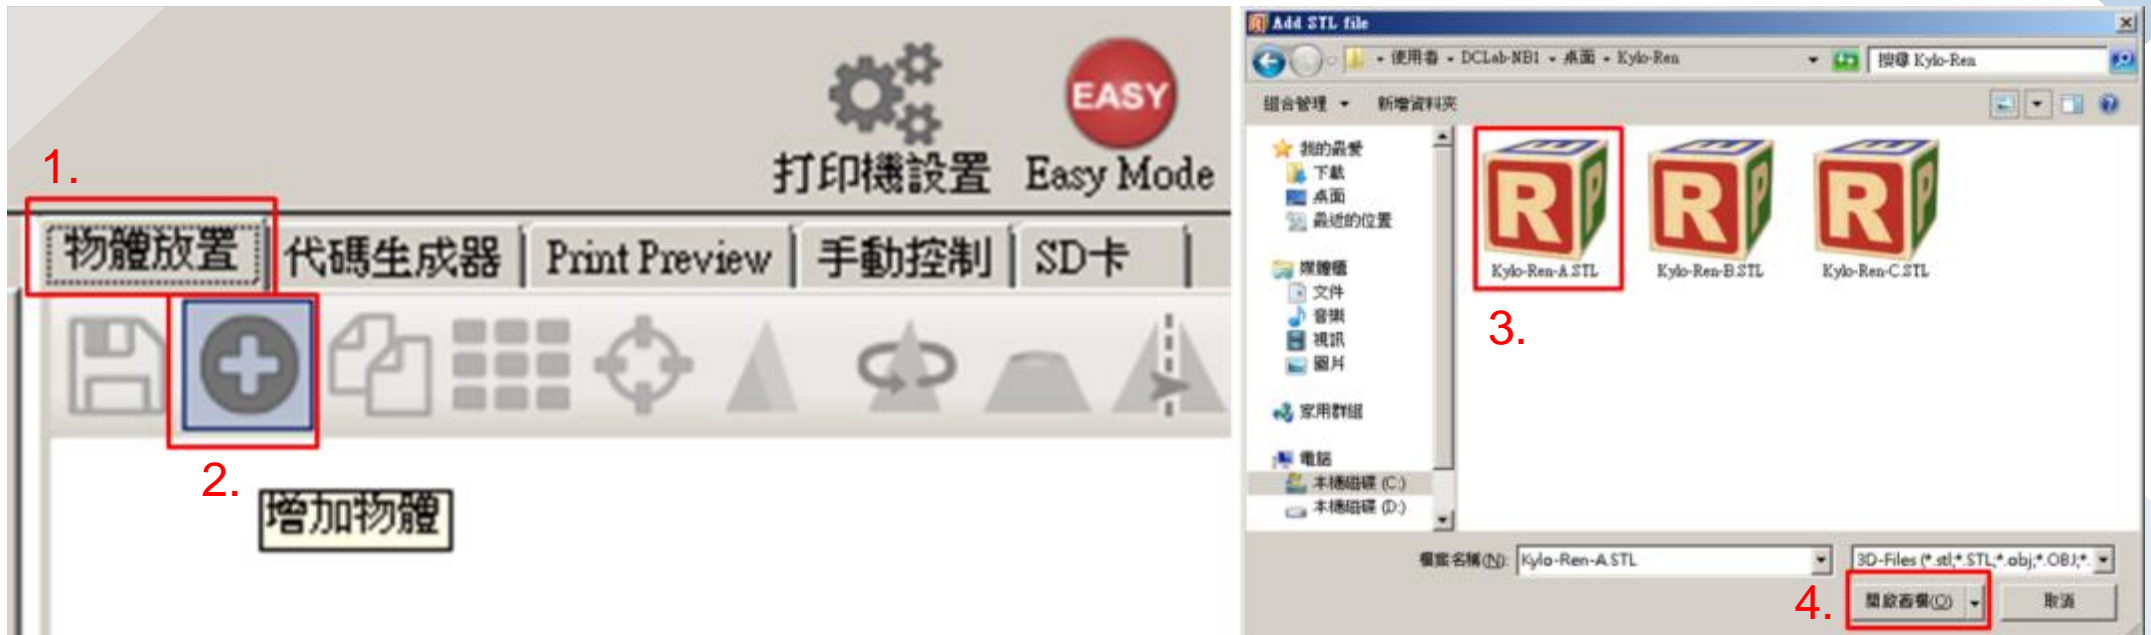 1.
打印機設置
EASY
Easy Mode
物體放置
代碼生成器
Print Preview
手動控制
SD卡
2.
增加物體
Add STL file
使用者
DCLab-NB1
桌面
Kylo-Ren
搜尋 Kylo-Ren
組合管理
新增資料夾
我的最愛
下載
桌面
最近的位置
媒體櫃
文件
音樂
視訊
圖片
家用群組
電腦
本機磁碟 (C:)
本機磁碟 (D:)
R
P
R
P
R
P
Kylo-Ren-A.STL
Kylo-Ren-B.STL
Kylo-Ren-C.STL
3.
檔案名稱(N):
Kylo-Ren-A.STL
3D-Files (*.stl;*.STL;*.obj;*.OBJ;*.
4.
開啟舊檔(O)
取消